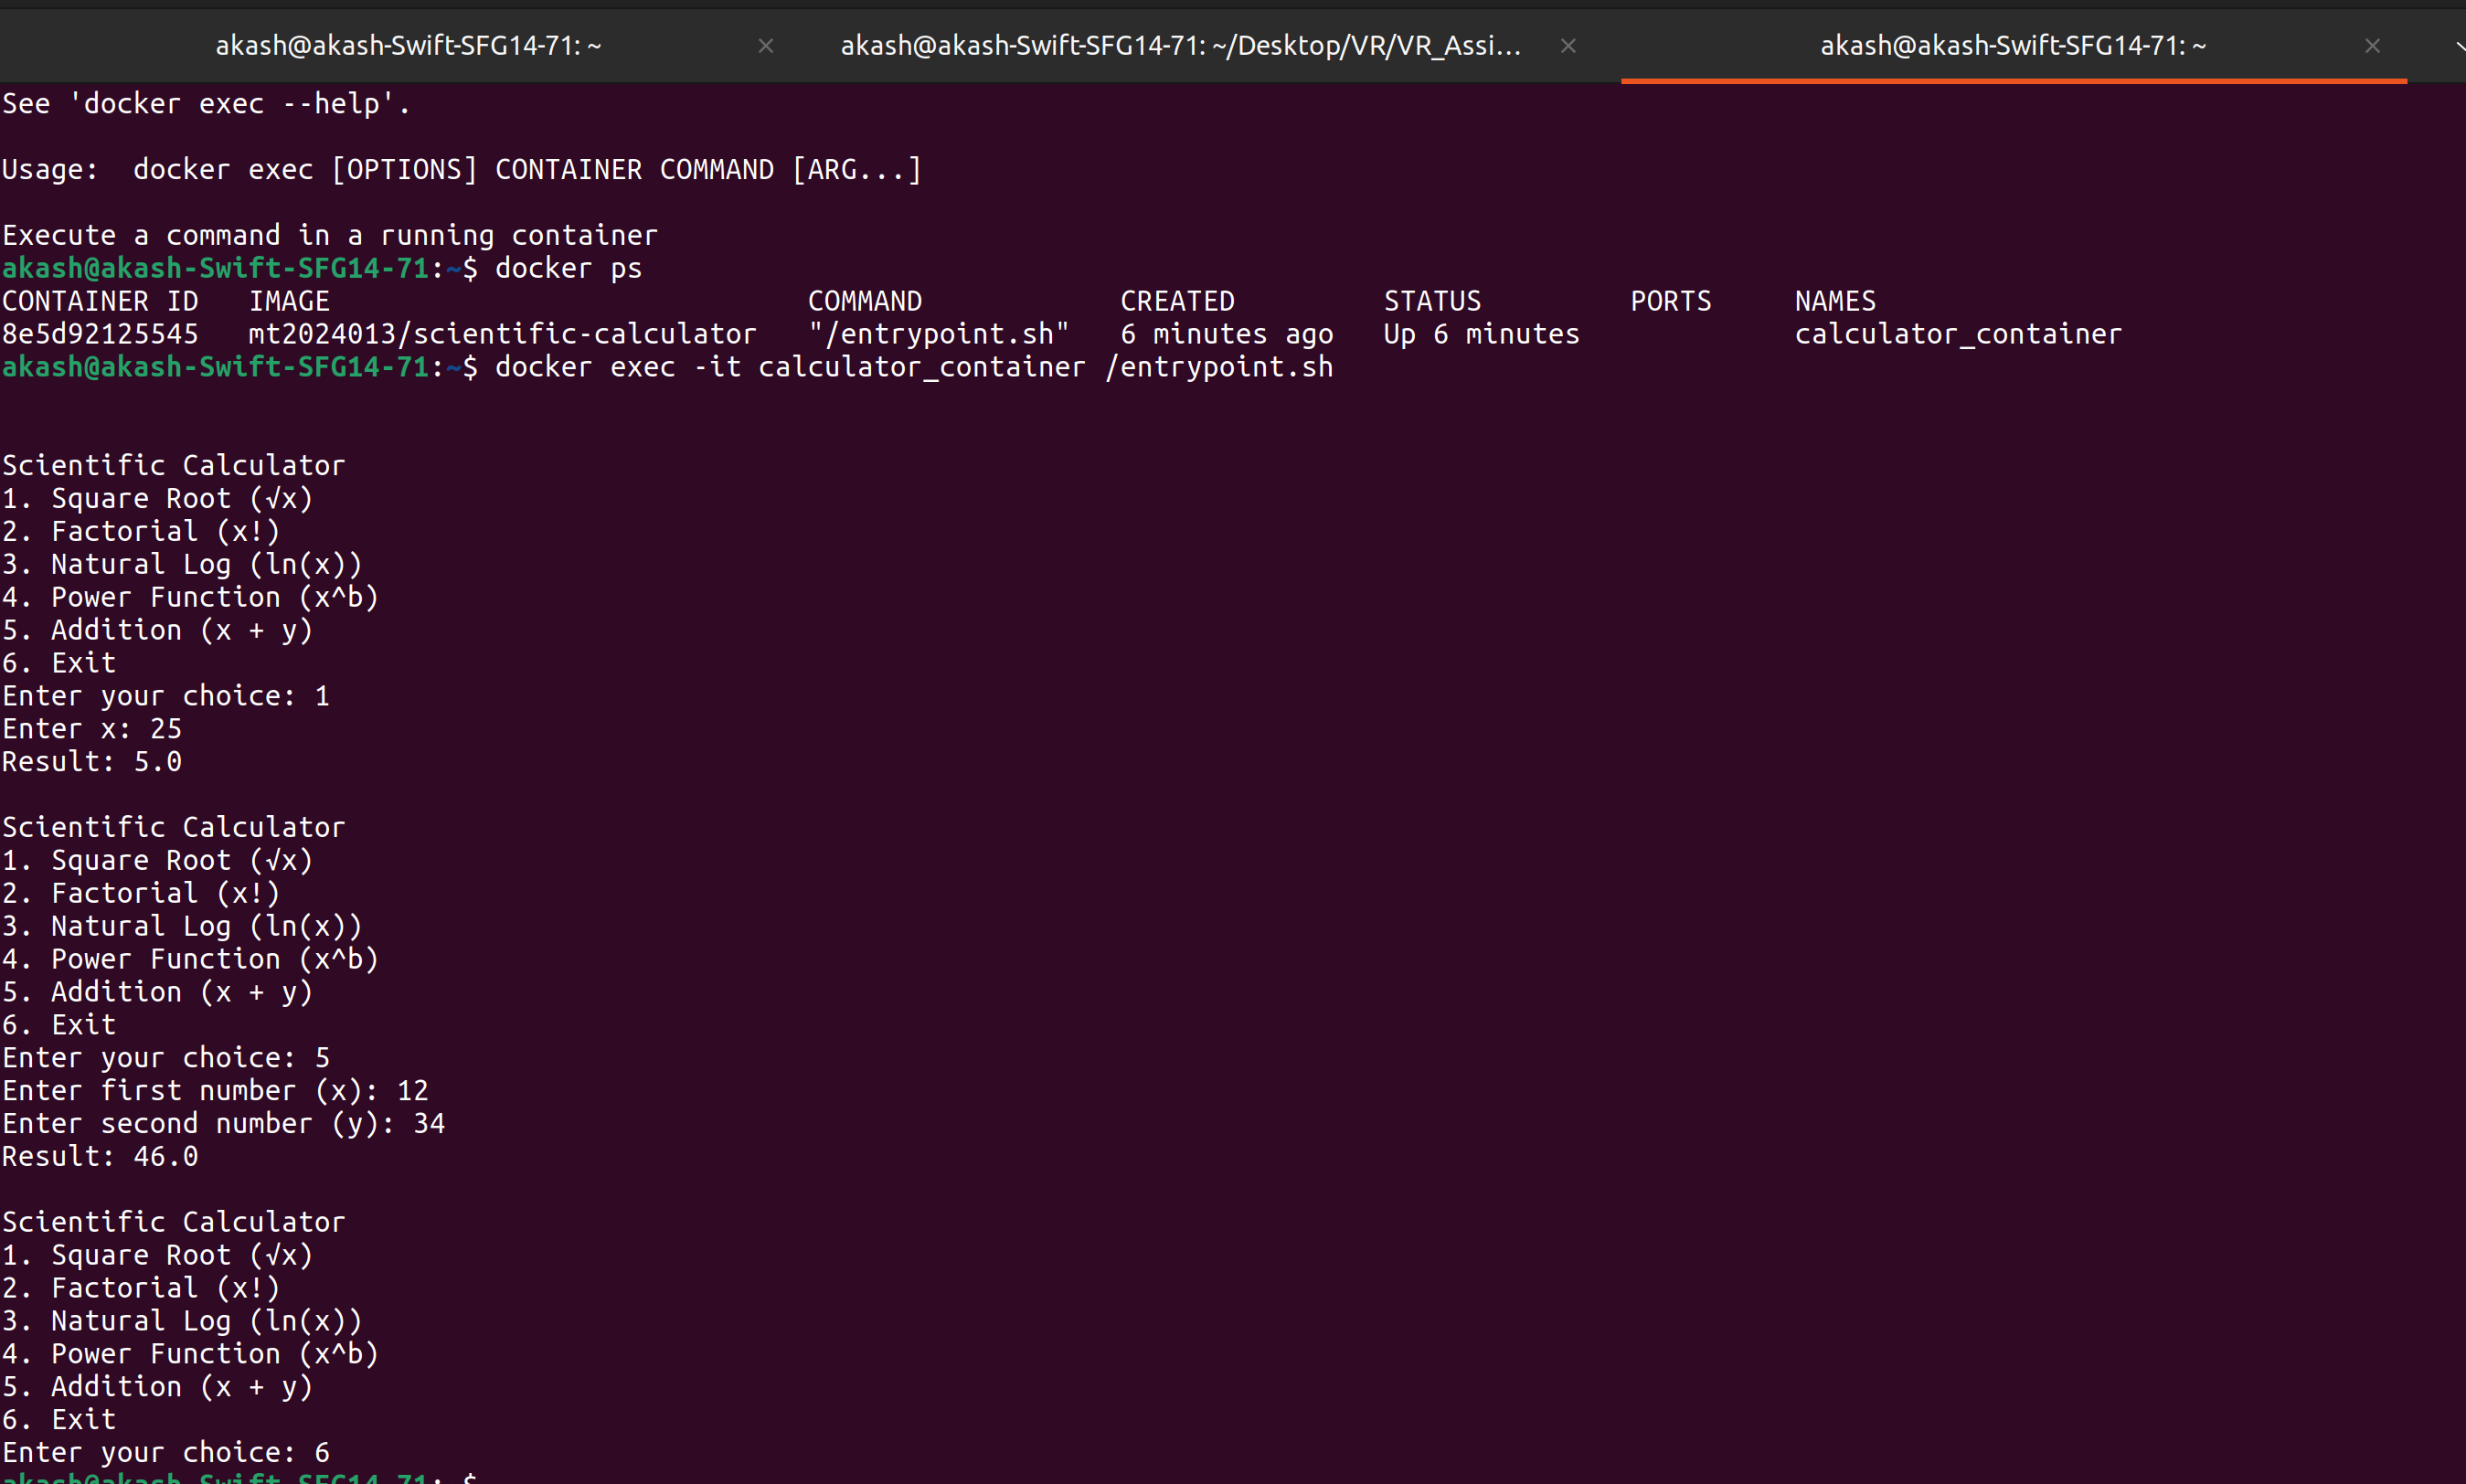 akash@akash-Swift-SFG14-71: ~
akash@akash-Swift-SFG14-71: ~/Desktop/VR/VR_Assi...
akash@akash-Swift-SFG14-71: ~
See 'docker exec --help'.
Usage:  docker exec [OPTIONS] CONTAINER COMMAND [ARG...]
Execute a command in a running container
akash@akash-Swift-SFG14-71:~$ docker ps
CONTAINER ID   IMAGE                             COMMAND            CREATED         STATUS         PORTS     NAMES
8e5d92125545   mt2024013/scientific-calculator   "/entrypoint.sh"   6 minutes ago   Up 6 minutes             calculator_container
akash@akash-Swift-SFG14-71:~$ docker exec -it calculator_container /entrypoint.sh
Scientific Calculator
1. Square Root (√x)
2. Factorial (x!)
3. Natural Log (ln(x))
4. Power Function (x^b)
5. Addition (x + y)
6. Exit
Enter your choice: 1
Enter x: 25
Result: 5.0
Scientific Calculator
1. Square Root (√x)
2. Factorial (x!)
3. Natural Log (ln(x))
4. Power Function (x^b)
5. Addition (x + y)
6. Exit
Enter your choice: 5
Enter first number (x): 12
Enter second number (y): 34
Result: 46.0
Scientific Calculator
1. Square Root (√x)
2. Factorial (x!)
3. Natural Log (ln(x))
4. Power Function (x^b)
5. Addition (x + y)
6. Exit
Enter your choice: 6
akash@akash-Swift-SFG14-71:~$